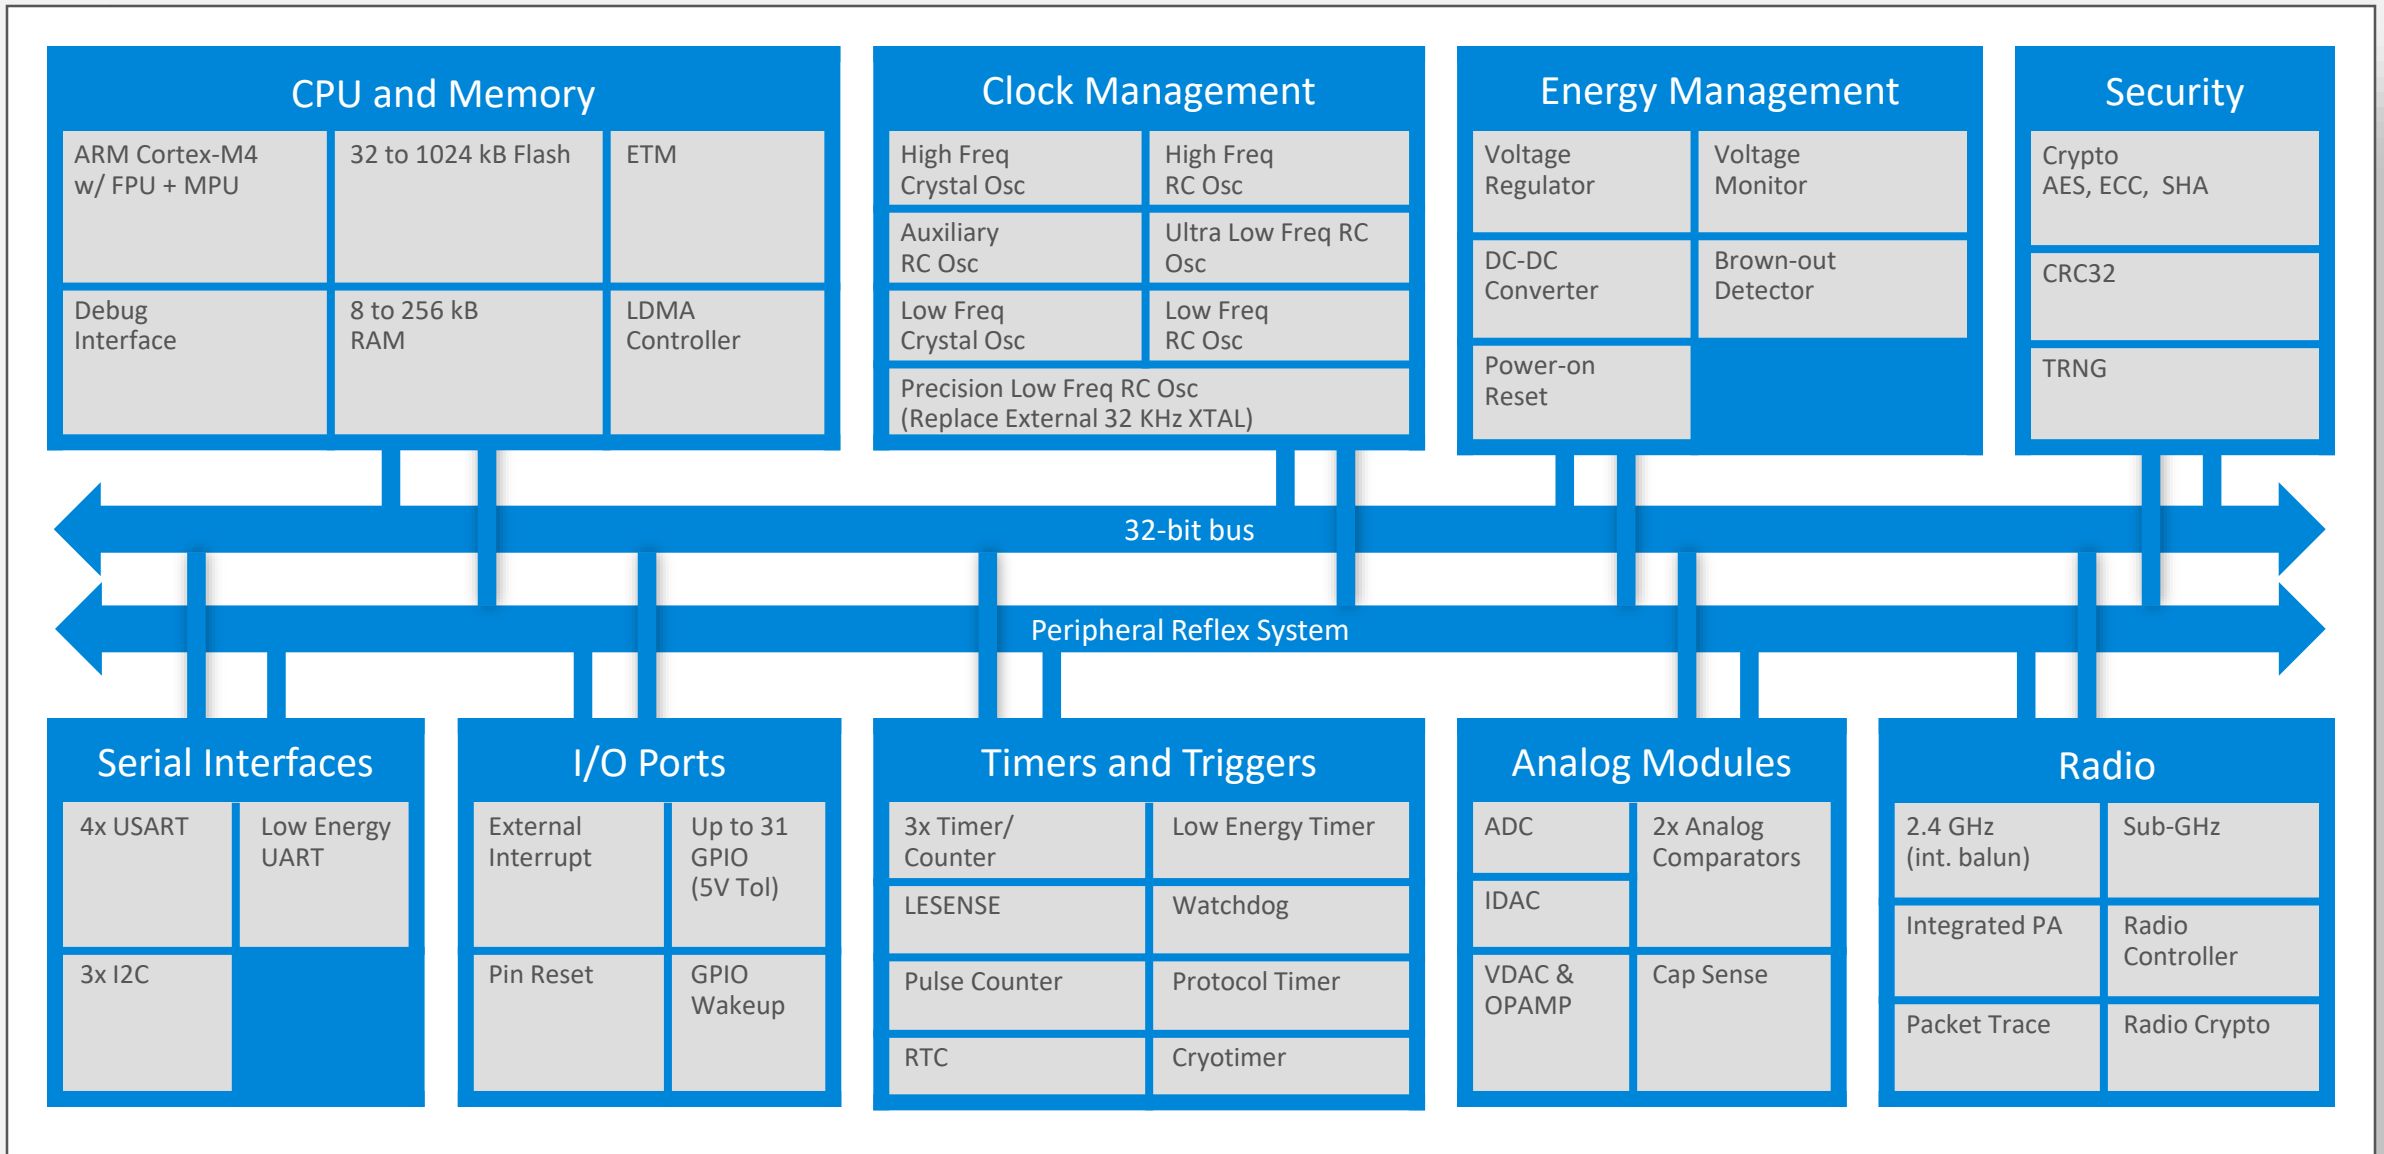 CPU and Memory
ARM Cortex-M4
w/ FPU + MPU
32 to 1024 kB Flash
ETM
Debug
Interface
8 to 256 kB
RAM
LDMA
Controller
Clock Management
High Freq
Crystal Osc
High Freq
RC Osc
Auxiliary
RC Osc
Ultra Low Freq RC
Osc
Low Freq
Crystal Osc
Low Freq
RC Osc
Precision Low Freq RC Osc
(Replace External 32 KHz XTAL)
Energy Management
Voltage
Regulator
Voltage
Monitor
DC-DC
Converter
Brown-out
Detector
Power-on
Reset
Security
Crypto
AES, ECC, SHA
CRC32
TRNG
32-bit bus
Peripheral Reflex System
Serial Interfaces
4x USART
Low Energy
UART
3x I2C
I/O Ports
External
Interrupt
Up to 31
GPIO
(5V Tol)
Pin Reset
GPIO
Wakeup
Timers and Triggers
3x Timer/
Counter
Low Energy Timer
LESENSE
Watchdog
Pulse Counter
Protocol Timer
RTC
Cryotimer
Analog Modules
ADC
2x Analog
Comparators
IDAC
VDAC &
OPAMP
Cap Sense
Radio
2.4 GHz
(int. balun)
Sub-GHz
Integrated PA
Radio
Controller
Packet Trace
Radio Crypto